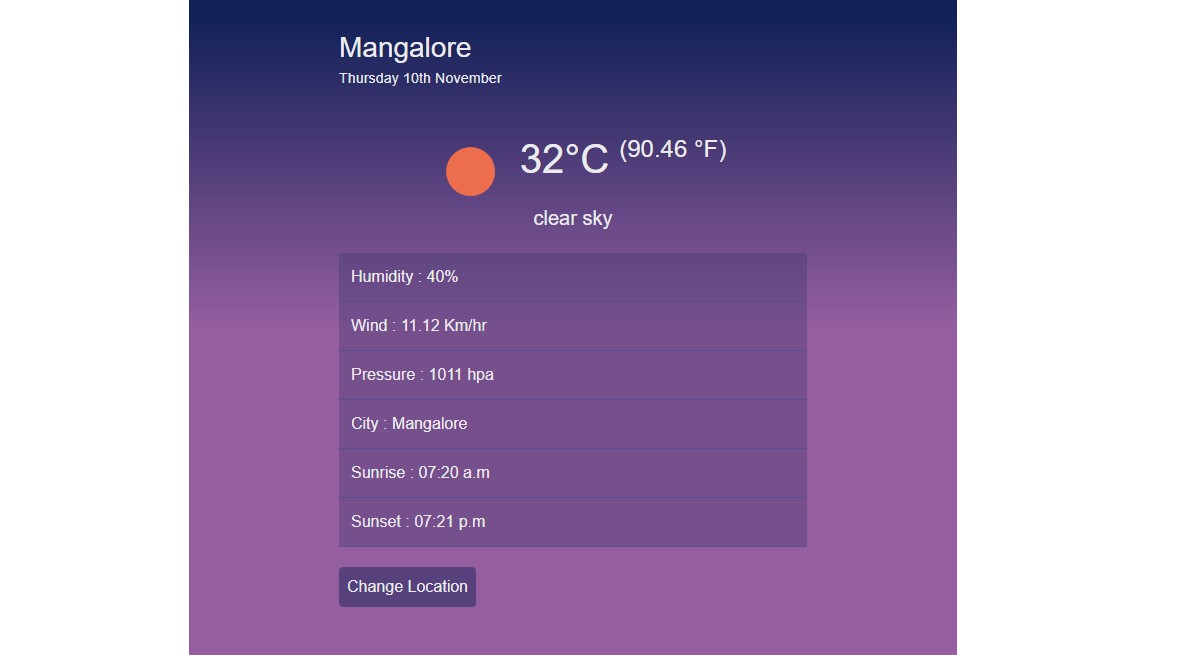 Mangalore
Thursday 10th November
32°C (90.46 °F)
clear sky
Humidity : 40%
Wind : 11.12 Km/hr
Pressure : 1011 hpa
City : Mangalore
Sunrise : 07:20 a.m
Sunset : 07:21 p.m
Change Location